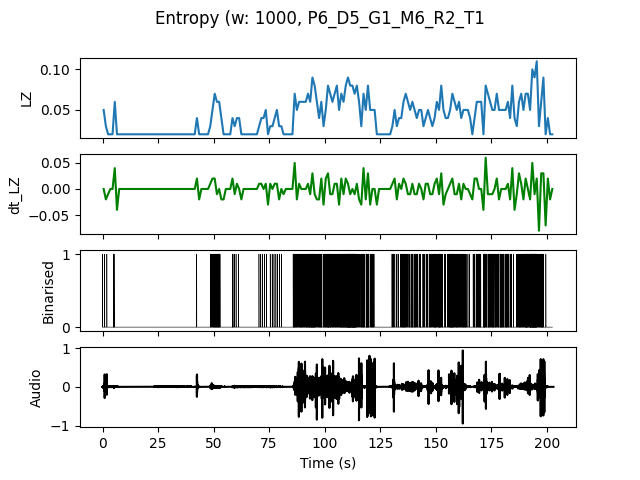 Entropy (w: 1000, P6_D5_G1_M6_R2_T1
LZ
0.10
0.05
dt_LZ
0.05
0.00
−0.05
Binarised
1
0
Audio
1
0
−1
0 25 50 75 100 125 150 175 200
Time (s)